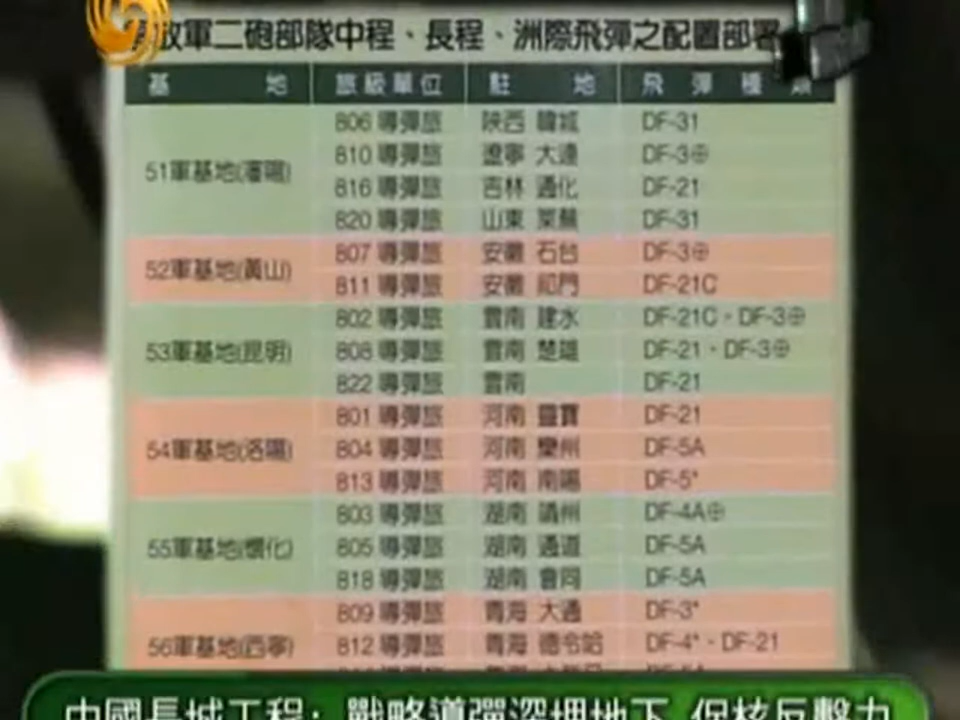 放軍二砲部隊中程、長程、洲際飛彈之配置部署
基 地 旅級單位 駐 地 飛 彈 種 類
51軍基地(瀋陽)
806 導彈旅 陝西 韓城 DF-31
810 導彈旅 遼寧 大連 DF-3⊕
816 導彈旅 吉林 通化 DF-21
820 導彈旅 山東 萊蕪 DF-31
52軍基地(黃山)
807 導彈旅 安徽 石台 DF-3⊕
811 導彈旅 安徽 祁門 DF-21C
53軍基地(昆明)
802 導彈旅 雲南 建水 DF-21C、DF-3⊕
808 導彈旅 雲南 楚雄 DF-21、DF-3⊕
822 導彈旅 雲南 DF-21
54軍基地(洛陽)
801 導彈旅 河南 靈寶 DF-21
804 導彈旅 河南 欒州 DF-5A
813 導彈旅 河南 南陽 DF-5*
55軍基地(懷化)
803 導彈旅 湖南 靖州 DF-4A⊕
805 導彈旅 湖南 通道 DF-5A
818 導彈旅 湖南 會同 DF-5A
56軍基地(西寧)
809 導彈旅 青海 大通 DF-3*
812 導彈旅 青海 德令哈 DF-4*、DF-21
中國長城工程：戰略導彈深埋地下 保核反擊力